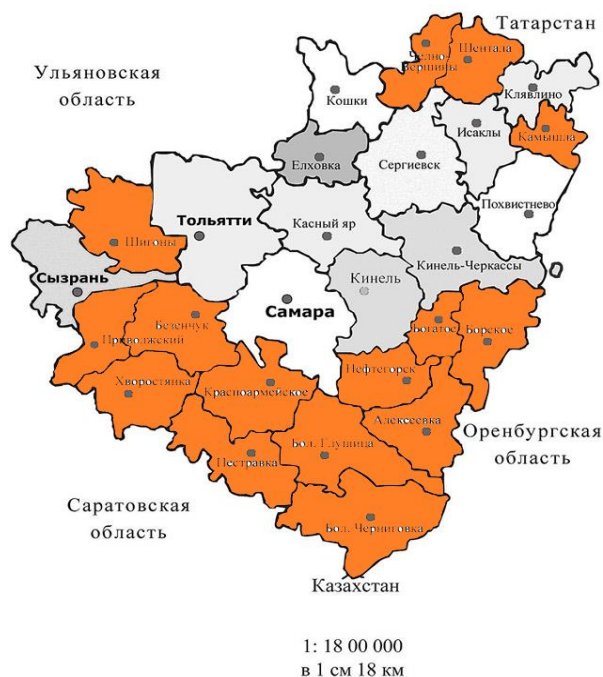 Татарстан
Ульяновская
область
Челно
Вершины
Шентала
Кошки
Клявлино
Исаклы
Камышла
Елховка
Сергиевск
Похвистнево
Тольятти
Касный яр
Шигоны
Кинель-Черкассы
Сызрань
Кинель
Самара
Безенчук
Приволжский
Богатое
Борское
Хворостянка
Красноармейское
Нефтегорск
Алексеевка
Оренбургская
область
Пестравка
Бол. Глушица
Саратовская
область
Бол. Черниговка
Казахстан
1: 18 00 000
в 1 см 18 км